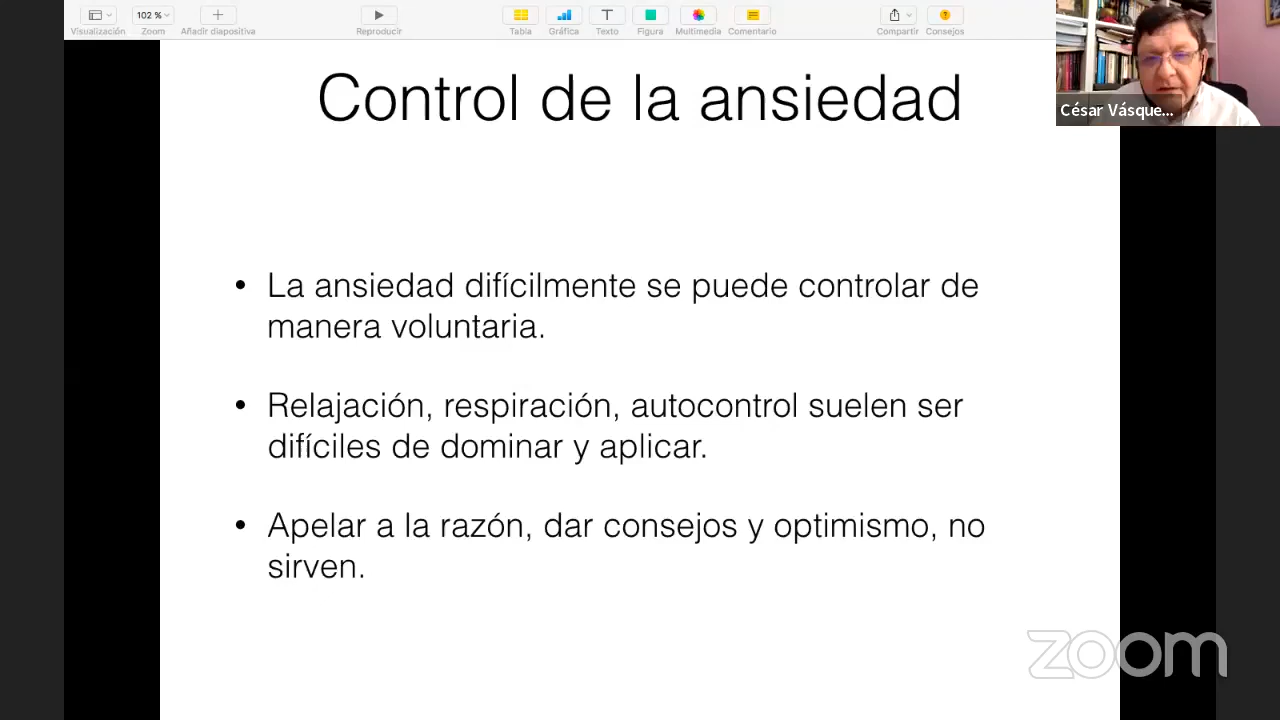 102 %
Visualización
Zoom
Añadir diapositiva
Reproducir
Tabla
Gráfica
Texto
Figura
Multimedia
Comentario
Compartir
Consejos
César Vásque...
Control de la ansiedad
• La ansiedad difícilmente se puede controlar de
manera voluntaria.
• Relajación, respiración, autocontrol suelen ser
difíciles de dominar y aplicar.
• Apelar a la razón, dar consejos y optimismo, no
sirven.
zoom